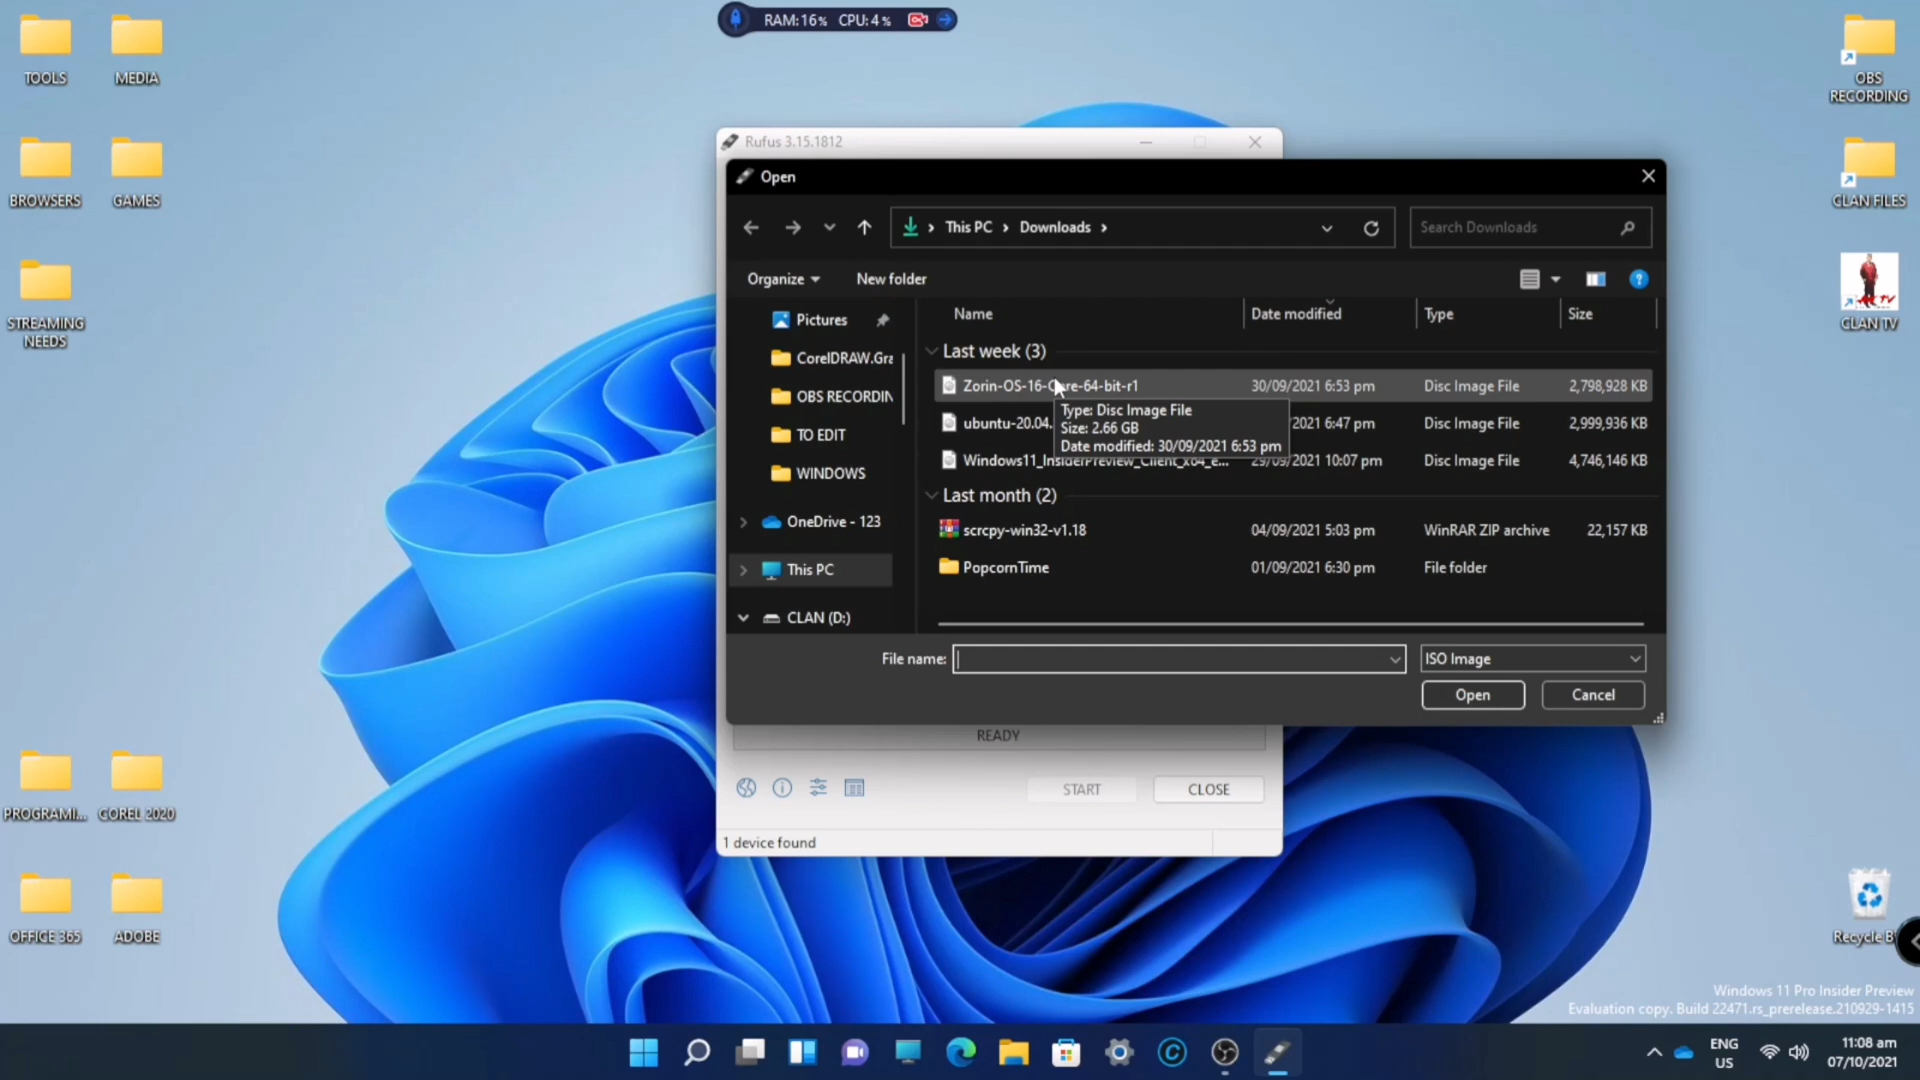 RAM: 16% CPU: 4%
TOOLS
MEDIA
BROWSERS
GAMES
STREAMING
NEEDS
PROGRAMI...
COREL 2020
OFFICE 365
ADOBE
OBS
RECORDING
CLAN FILES
CLAN TV
Rufus 3.15.1812
Open
This PC
Downloads
Search Downloads
Organize
New folder
Pictures
CorelDRAW.Gra
OBS RECORDIN
TO EDIT
WINDOWS
OneDrive - 123
This PC
CLAN (D:)
Name Date modified Type Size
Last week (3)
Zorin-OS-16-Core-64-bit-r1 30/09/2021 6:53 pm Disc Image File 2,798,928 KB
ubuntu-20.04. 2021 6:47 pm Disc Image File 2,999,936 KB
Windows11_InsiderPreview_Client_x64_e... 29/09/2021 10:07 pm Disc Image File 4,746,146 KB
Type: Disc Image File
Size: 2.66 GB
Date modified: 30/09/2021 6:53 pm
Last month (2)
scrcpy-win32-v1.18 04/09/2021 5:03 pm WinRAR ZIP archive 22,157 KB
PopcornTime 01/09/2021 6:30 pm File folder
File name:
ISO Image
Open
Cancel
READY
START
CLOSE
1 device found
Recycle B
Windows 11 Pro Insider Preview
Evaluation copy. Build 22471.rs_prerelease.210929-1415
ENG
US
11:08 am
07/10/2021